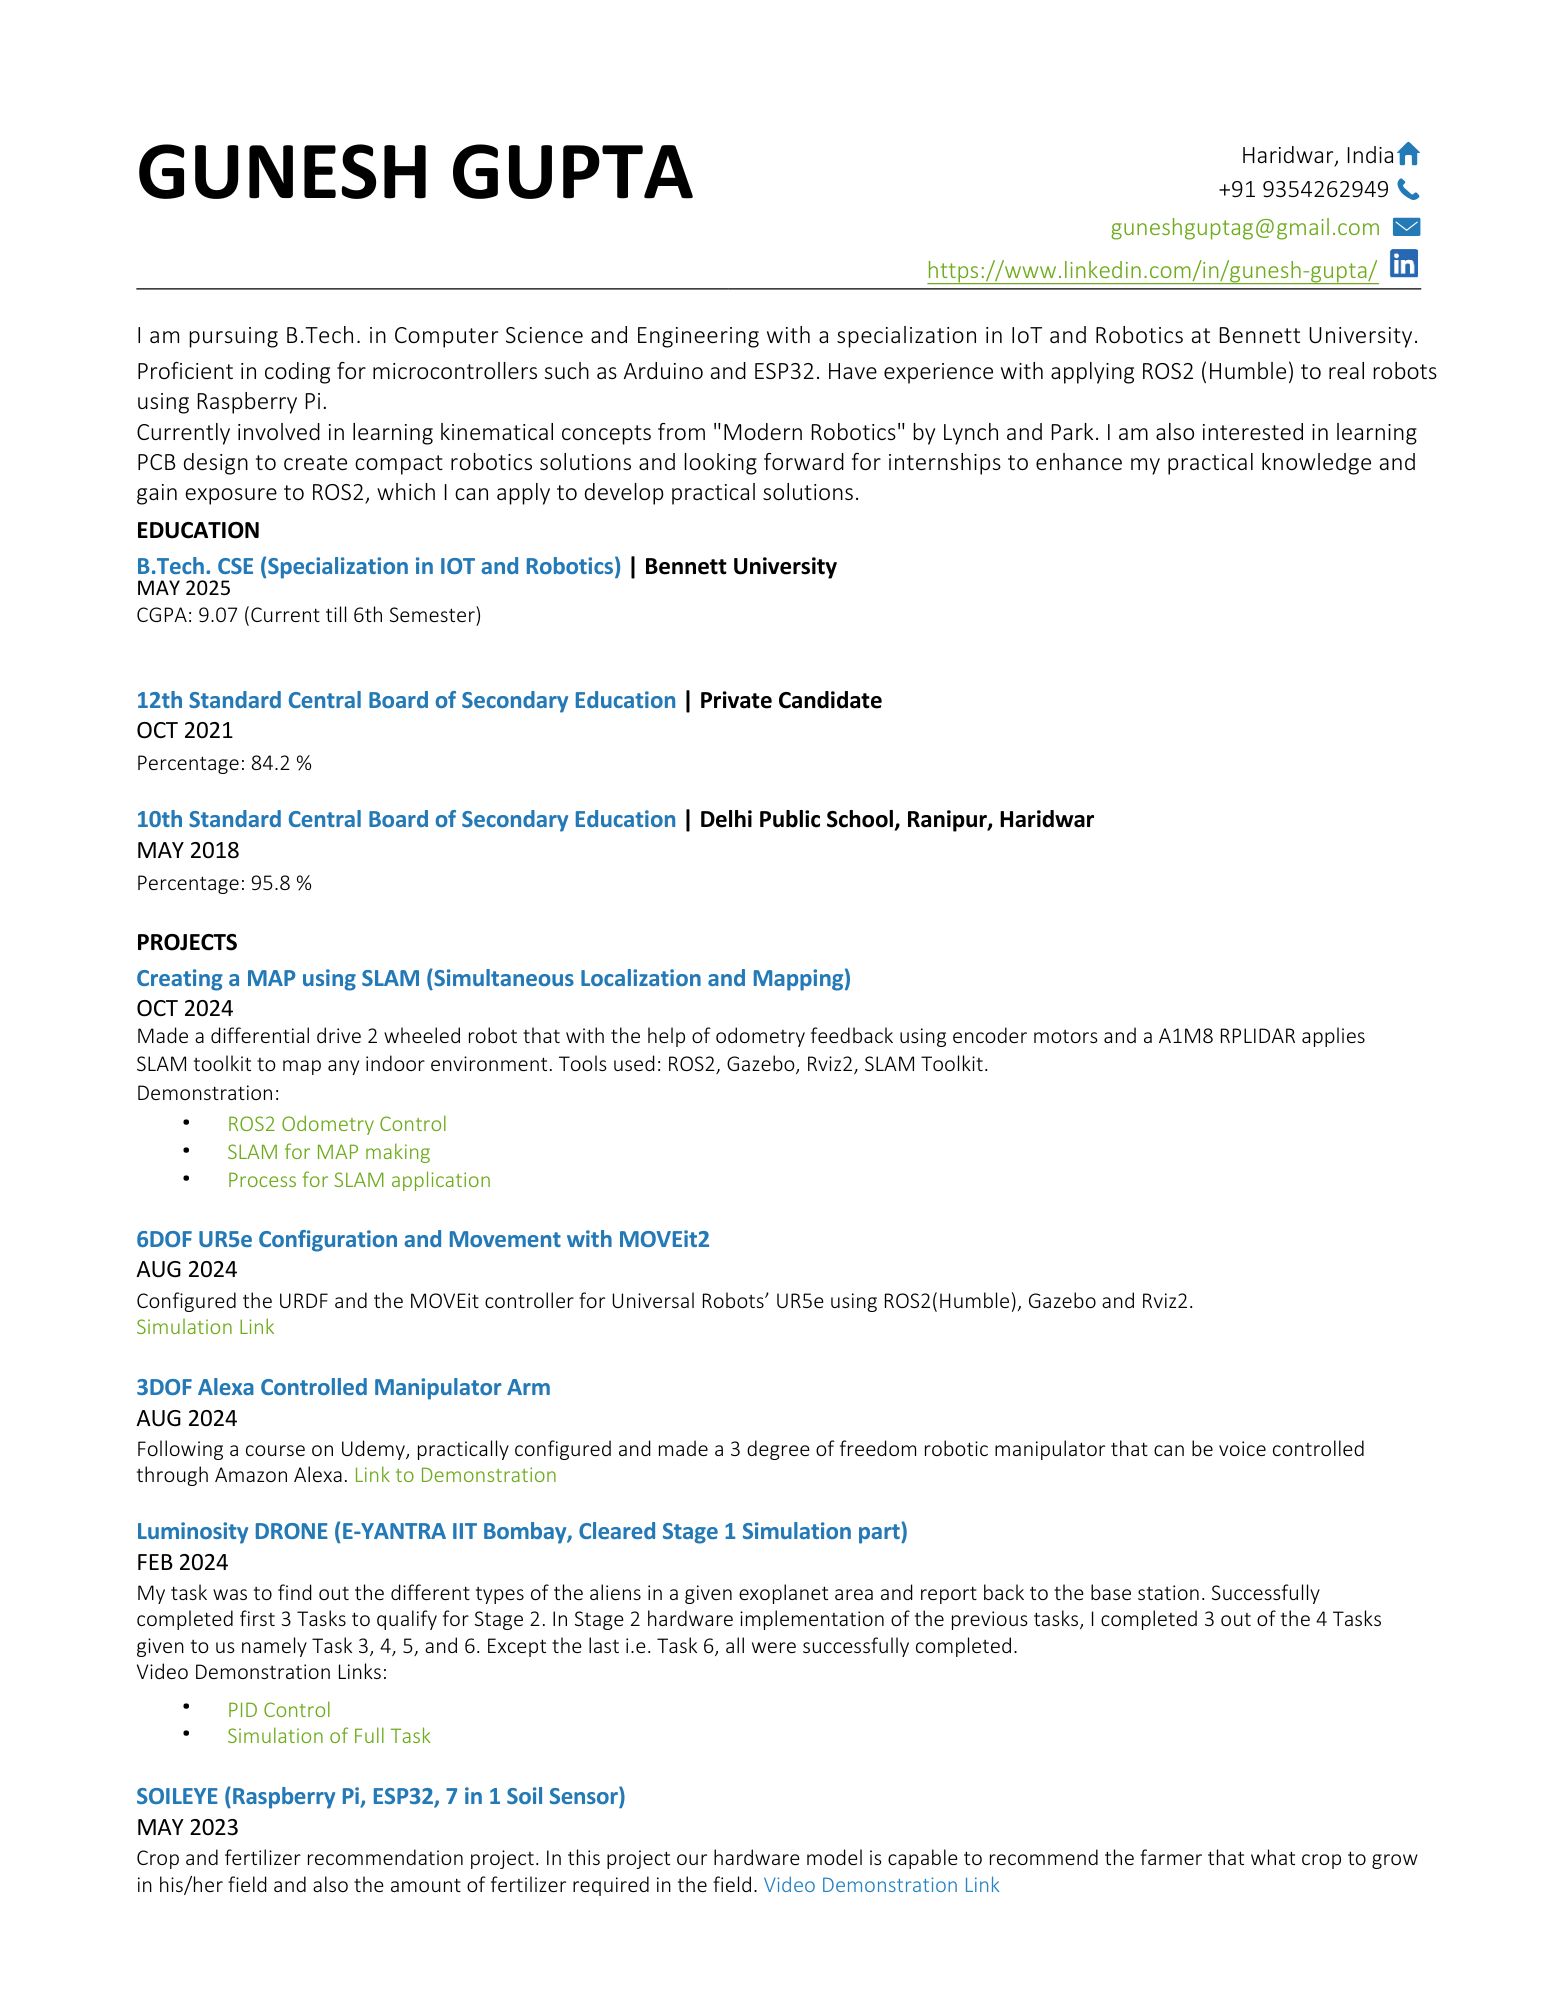 GUNESH GUPTA
Haridwar, India
+91 9354262949
guneshguptag@gmail.com
https://www.linkedin.com/in/gunesh-gupta/
I am pursuing B.Tech. in Computer Science and Engineering with a specialization in IoT and Robotics at Bennett University.
Proficient in coding for microcontrollers such as Arduino and ESP32. Have experience with applying ROS2 (Humble) to real robots
using Raspberry Pi.
Currently involved in learning kinematical concepts from "Modern Robotics" by Lynch and Park. I am also interested in learning
PCB design to create compact robotics solutions and looking forward for internships to enhance my practical knowledge and
gain exposure to ROS2, which I can apply to develop practical solutions.
EDUCATION
B.Tech. CSE (Specialization in IOT and Robotics) | Bennett University
MAY 2025
CGPA: 9.07 (Current till 6th Semester)
12th Standard Central Board of Secondary Education | Private Candidate
OCT 2021
Percentage: 84.2 %
10th Standard Central Board of Secondary Education | Delhi Public School, Ranipur, Haridwar
MAY 2018
Percentage: 95.8 %
PROJECTS
Creating a MAP using SLAM (Simultaneous Localization and Mapping)
OCT 2024
Made a differential drive 2 wheeled robot that with the help of odometry feedback using encoder motors and a A1M8 RPLIDAR applies
SLAM toolkit to map any indoor environment. Tools used: ROS2, Gazebo, Rviz2, SLAM Toolkit.
Demonstration:
• ROS2 Odometry Control
• SLAM for MAP making
• Process for SLAM application
6DOF UR5e Configuration and Movement with MOVEit2
AUG 2024
Configured the URDF and the MOVEit controller for Universal Robots’ UR5e using ROS2(Humble), Gazebo and Rviz2.
Simulation Link
3DOF Alexa Controlled Manipulator Arm
AUG 2024
Following a course on Udemy, practically configured and made a 3 degree of freedom robotic manipulator that can be voice controlled
through Amazon Alexa. Link to Demonstration
Luminosity DRONE (E-YANTRA IIT Bombay, Cleared Stage 1 Simulation part)
FEB 2024
My task was to find out the different types of the aliens in a given exoplanet area and report back to the base station. Successfully
completed first 3 Tasks to qualify for Stage 2. In Stage 2 hardware implementation of the previous tasks, I completed 3 out of the 4 Tasks
given to us namely Task 3, 4, 5, and 6. Except the last i.e. Task 6, all were successfully completed.
Video Demonstration Links:
• PID Control
• Simulation of Full Task
SOILEYE (Raspberry Pi, ESP32, 7 in 1 Soil Sensor)
MAY 2023
Crop and fertilizer recommendation project. In this project our hardware model is capable to recommend the farmer that what crop to grow
in his/her field and also the amount of fertilizer required in the field. Video Demonstration Link